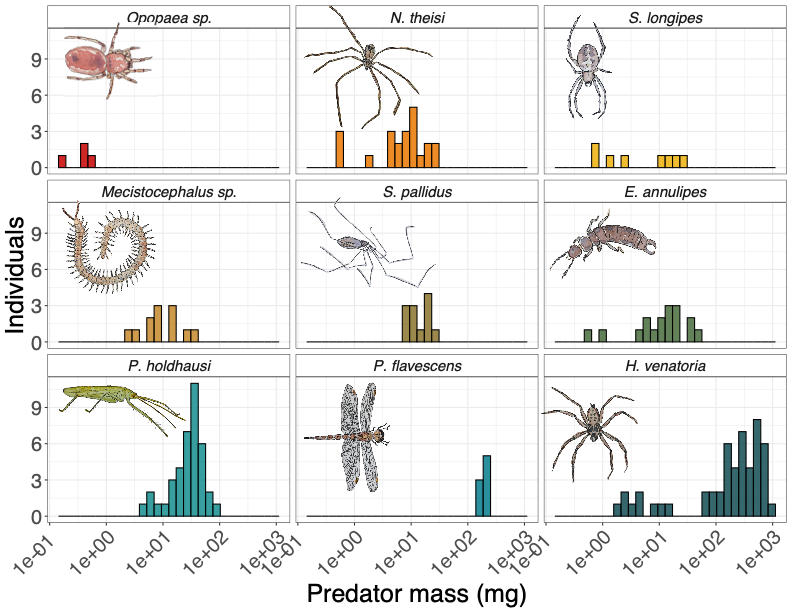 Opopaea sp.
N. theisi
S. longipes
9
6
3
0
Mecistocephalus sp.
S. pallidus
E. annulipes
9
6
3
0
Individuals
P. holdhausi
P. flavescens
H. venatoria
9
6
3
0
1e-01
1e+00
1e+01
1e+02
1e+03
1e-01
1e+00
1e+01
1e+02
1e+03
1e-01
1e+00
1e+01
1e+02
1e+03
Predator mass (mg)